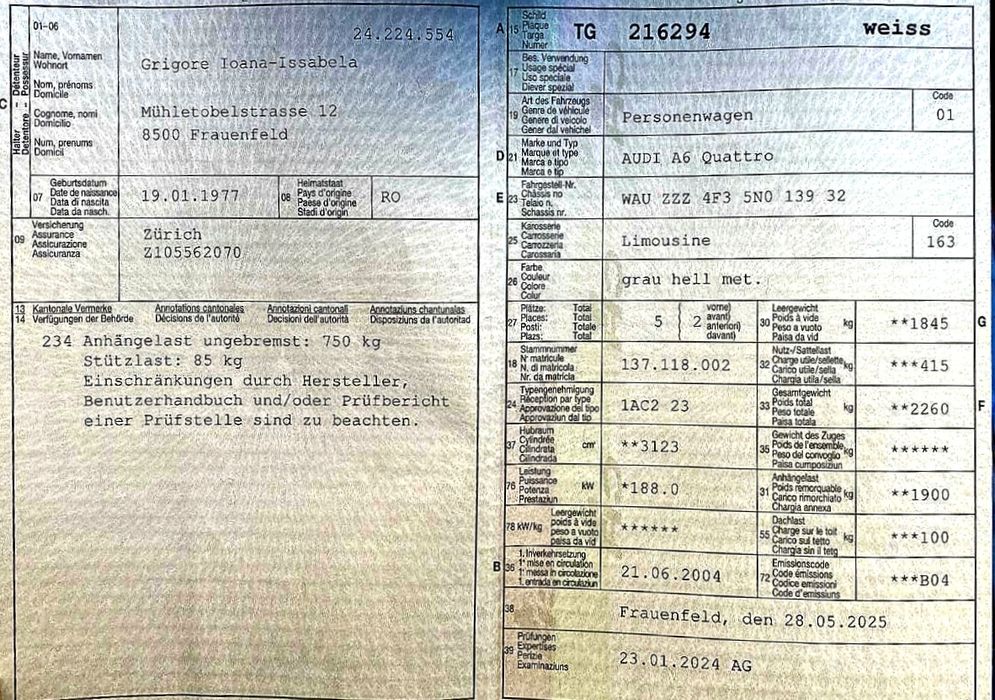 01-06
24.224.554
C
Halter - Détenteur
Detentore - Possessur
Name, Vornamen
Wohnort
Nom, prénoms
Domicile
Cognome, nomi
Domicilio
Num, prenums
Domicil
Grigore Ioana-Issabela
Mühletobelstrasse 12
8500 Frauenfeld
07
Geburtsdatum
Date de naissance
Data di nascita
Data da nasch.
19.01.1977
08
Heimatstaat
Pays d'origine
Paese d'origine
Stadi d'origin
RO
09
Versicherung
Assurance
Assicurazione
Assicuranza
Zürich
Z105562070
13 Kantonale Vermerke Annotations cantonales Annotazioni cantonali Annotaziuns chantunalas
14 Verfügungen der Behörde Décisions de l'autorité Decisioni dell'autorità Disposiziuns da l'autoritad
234 Anhängelast ungebremst: 750 kg
Stützlast: 85 kg
Einschränkungen durch Hersteller,
Benutzerhandbuch und/oder Prüfbericht
einer Prüfstelle sind zu beachten.
A
15
Schild
Plaque
Targa
Numer
TG 216294 weiss
17
Bes. Verwendung
Usage spécial
Uso speciale
Diever spezial
19
Art des Fahrzeugs
Genre de véhicule
Genere di veicolo
Gener dal vehichel
Personenwagen
Code
01
D
21
Marke und Typ
Marque et type
Marca e tipo
Marca e tip
AUDI A6 Quattro
E
23
Fahrgestell-Nr.
Châssis no
Telaio n.
Schassis nr.
WAU ZZZ 4F3 5N0 139 32
25
Karosserie
Carrosserie
Carrozzeria
Carossaria
Limousine
Code
163
26
Farbe
Couleur
Colore
Colur
grau hell met.
27
Plätze: Total
Places: Total
Posti: Totale
Plazs: Total
5 ( 2
vorne)
avant)
anteriori)
davant)
30
Leergewicht
Poids à vide
Peso a vuoto
Paisa da vid
kg
**1845
G
18
Stammnummer
N° matricule
N. di matricola
Nr. da matricla
137.118.002
32
Nutz-/Sattellast
Charge utile/sellette
Carico utile/sella
Chargia utila/sella
kg
***415
24
Typengenehmigung
Réception par type
Approvazione del tipo
Approvaziun dal tip
1AC2 23
33
Gesamtgewicht
Poids total
Peso totale
Paisa totala
kg
**2260
F
37
Hubraum
Cylindrée
Cilindrata
Cilindrada
cm³
**3123
35
Gewicht des Zuges
Poids de l'ensemble
Peso del convoglio
Paisa cumposiziun
kg
******
76
Leistung
Puissance
Potenza
Prestaziun
kW
*188.0
31
Anhängelast
Poids remorquable
Carico rimorchiato
Chargia annexa
kg
**1900
78 kW/kg
Leergewicht
poids à vide
peso a vuoto
paisa da vid
******
55
Dachlast
Charge sur le toit
Carico sul tetto
Chargia sin il tetg
kg
***100
B
36
1. Inverkehrsetzung
1re mise en circulation
1a messa in circolazione
1. entrada en circulaziun
21.06.2004
72
Emissionscode
Code émissions
Codice emissioni
Code d'emissiuns
***B04
38
Frauenfeld, den 28.05.2025
39
Prüfungen
Expertises
Perizie
Examinaziuns
23.01.2024 AG